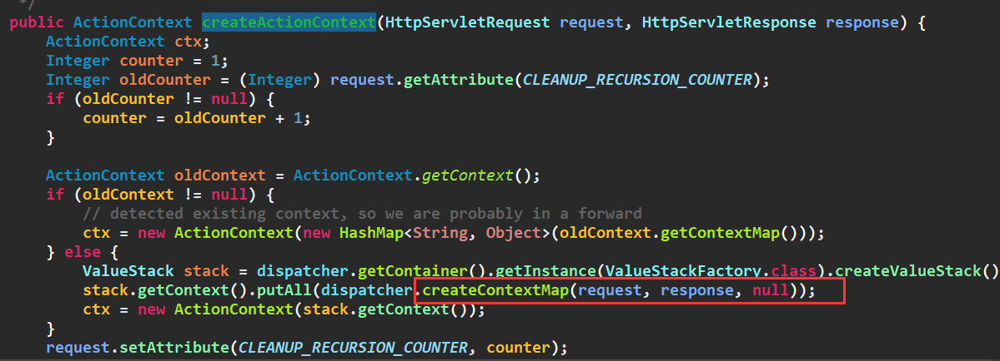 */
public ActionContext createActionContext(HttpServletRequest request, HttpServletResponse response) {
ActionContext ctx;
Integer counter = 1;
Integer oldCounter = (Integer) request.getAttribute(CLEANUP_RECURSION_COUNTER);
if (oldCounter != null) {
counter = oldCounter + 1;
}
ActionContext oldContext = ActionContext.getContext();
if (oldContext != null) {
// detected existing context, so we are probably in a forward
ctx = new ActionContext(new HashMap<String, Object>(oldContext.getContextMap()));
} else {
ValueStack stack = dispatcher.getContainer().getInstance(ValueStackFactory.class).createValueStack()
stack.getContext().putAll(dispatcher.createContextMap(request, response, null));
ctx = new ActionContext(stack.getContext());
}
request.setAttribute(CLEANUP_RECURSION_COUNTER, counter);